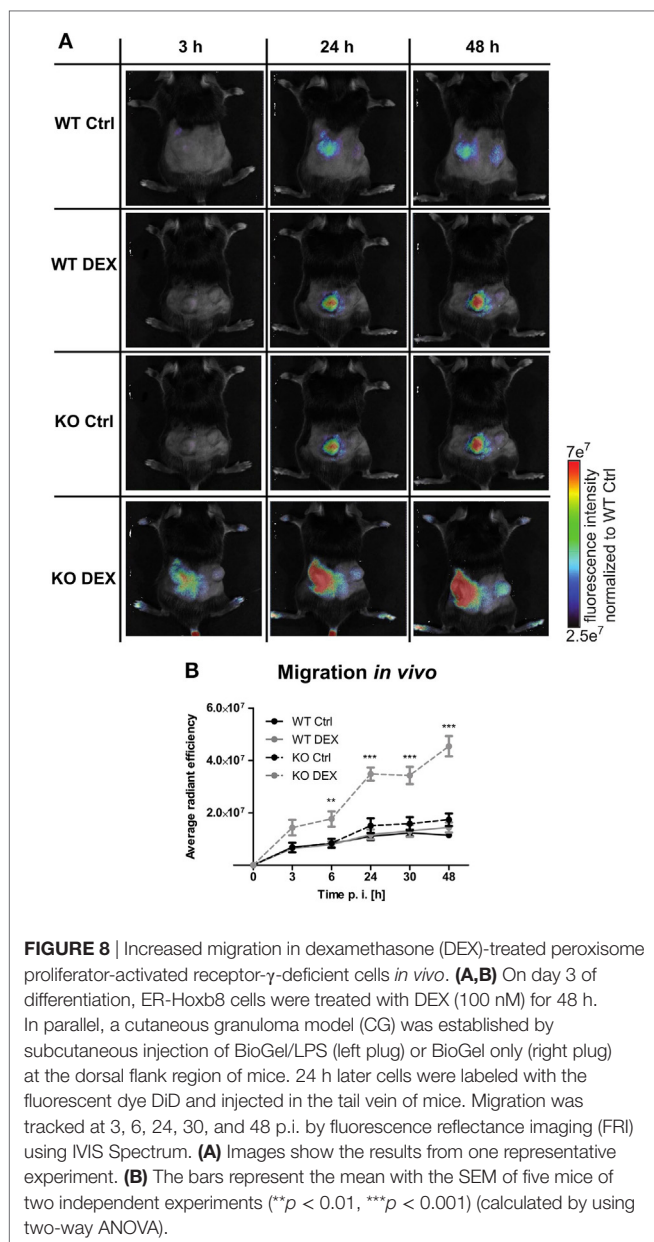 A
3 h 24 h 48 h
WT Ctrl
WT DEX
KO Ctrl
KO DEX
7e⁷
fluorescence intensity
normalized to WT Ctrl
2.5e⁷
B Migration in vivo
Average radiant efficiency
6.0×10⁷
4.0×10⁷
2.0×10⁷
WT Ctrl
WT DEX
KO Ctrl
KO DEX
** *** *** ***
0 3 6 24 30 48
Time p. i. [h]
FIGURE 8 | Increased migration in dexamethasone (DEX)-treated peroxisome
proliferator-activated receptor-γ-deficient cells in vivo. (A,B) On day 3 of
differentiation, ER-Hoxb8 cells were treated with DEX (100 nM) for 48 h.
In parallel, a cutaneous granuloma model (CG) was established by
subcutaneous injection of BioGel/LPS (left plug) or BioGel only (right plug)
at the dorsal flank region of mice. 24 h later cells were labeled with the
fluorescent dye DiD and injected in the tail vein of mice. Migration was
tracked at 3, 6, 24, 30, and 48 p.i. by fluorescence reflectance imaging (FRI)
using IVIS Spectrum. (A) Images show the results from one representative
experiment. (B) The bars represent the mean with the SEM of five mice of
two independent experiments (**p < 0.01, ***p < 0.001) (calculated by using
two-way ANOVA).